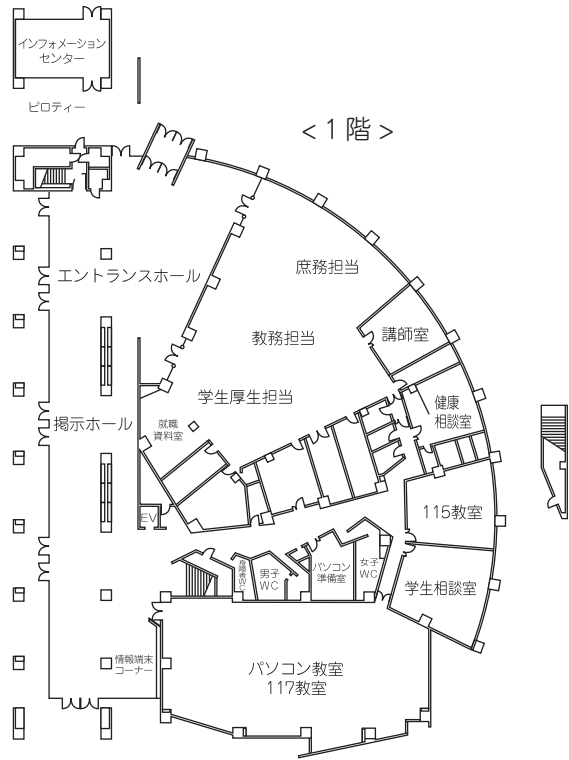 インフォメーション
センター
ピロティー
<1階>
エントランスホール
庶務担当
教務担当
講師室
学生厚生担当
掲示ホール
就職
資料室
健康
相談室
EV
115教室
身障者WC
男子
WC
パソコン
準備室
女子
WC
学生相談室
情報端末
コーナー
パソコン教室
117教室